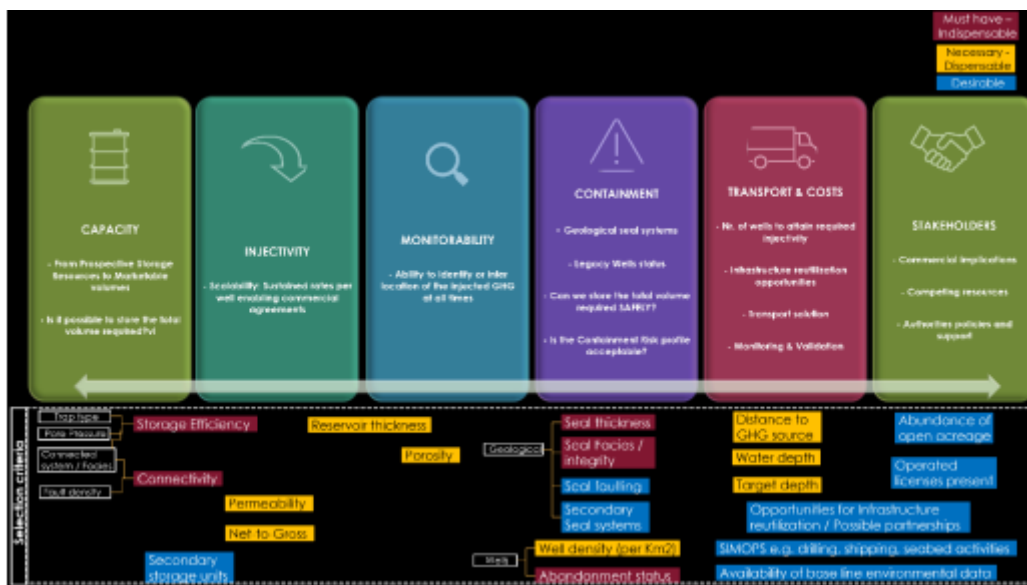 Must have –
Indispensable
Necessary -
Dispensable
Desirable
CAPACITY
- From Prospective Storage
Resources to Marketable
volumes
- Is it possible to store the total
volume required?vi
INJECTIVITY
- Scalability: Sustained rates per
well enabling commercial
agreements
MONITORABILITY
- Ability to identify or infer
location of the injected GHG
at all times
CONTAINMENT
- Geological seal systems
- Legacy Wells status
- Can we store the total volume
required SAFELY?
- Is the Containment Risk profile
acceptable?
TRANSPORT & COSTS
- Nr. of wells to attain required
injectivity
- Infrastructure reutilization
opportunities
- Transport solution
- Monitoring & Validation
STAKEHOLDERS
- Commercial implications
- Competing resources
- Authorities policies and
support
Selection criteria
Trap type
Pore Pressure
Storage Efficiency
Connected
system / Facies
Fault density
Connectivity
Permeability
Net to Gross
Secondary
storage units
Reservoir thickness
Porosity
Geological
Seal thickness
Seal Facies /
integrity
Seal faulting
Secondary
Seal systems
Wells
Well density (per Km2)
Abandonment status
Distance to
GHG source
Water depth
Target depth
Abundance of
open acreage
Operated
licenses present
Opportunities for Infrastructure
reutilization / Possible partnerships
SIMOPS e.g. drilling, shipping, seabed activities
Availability of base line environmental data